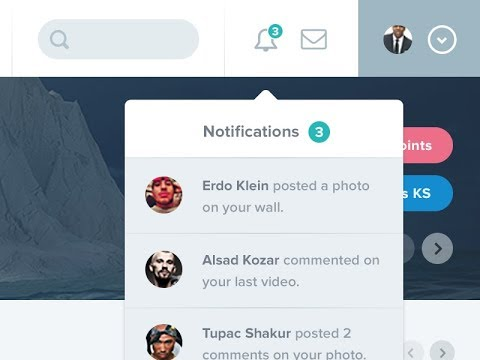 3
Notifications 3
oints
s KS
Erdo Klein posted a photo
on your wall.
Alsad Kozar commented on
your last video.
Tupac Shakur posted 2
comments on your photo.